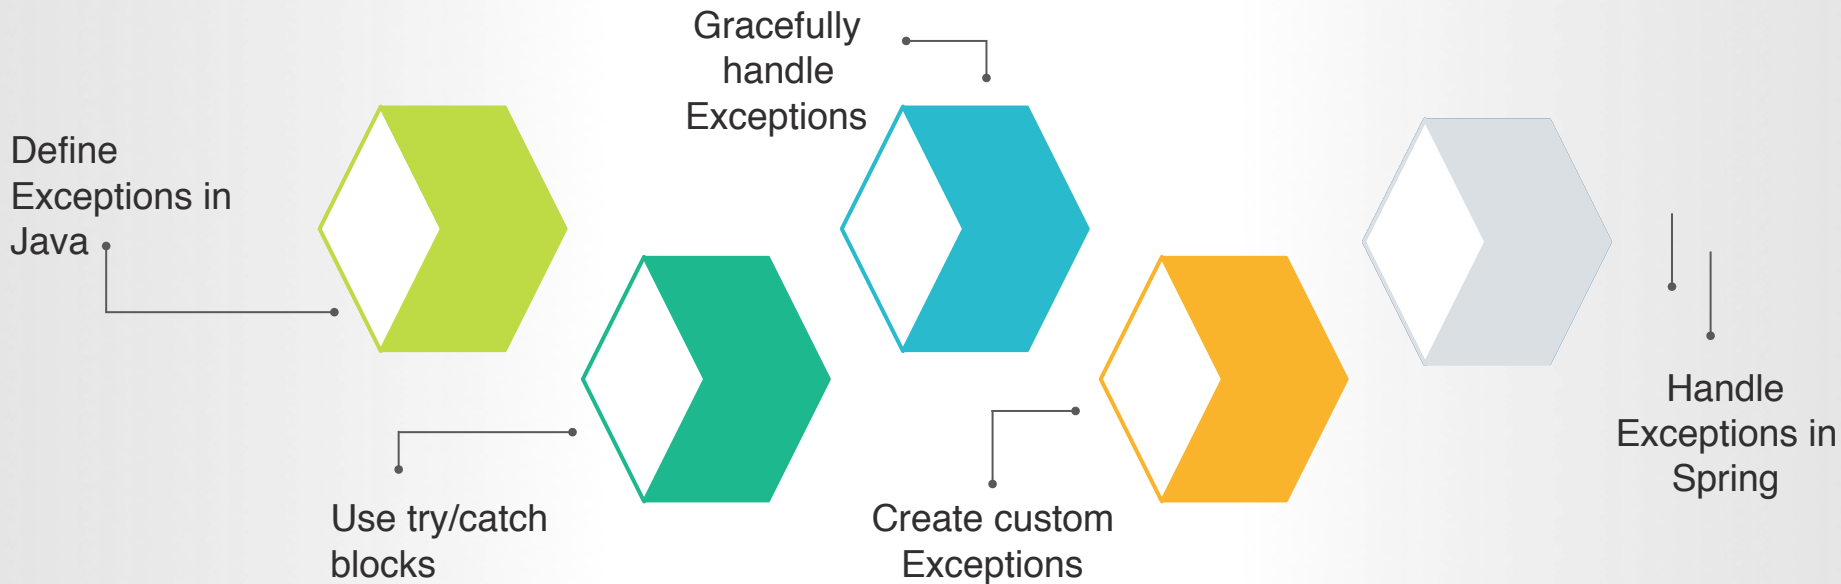 Define
Exceptions in
Java
Use try/catch
blocks
Gracefully
handle
Exceptions
Create custom
Exceptions
Handle
Exceptions in
Spring